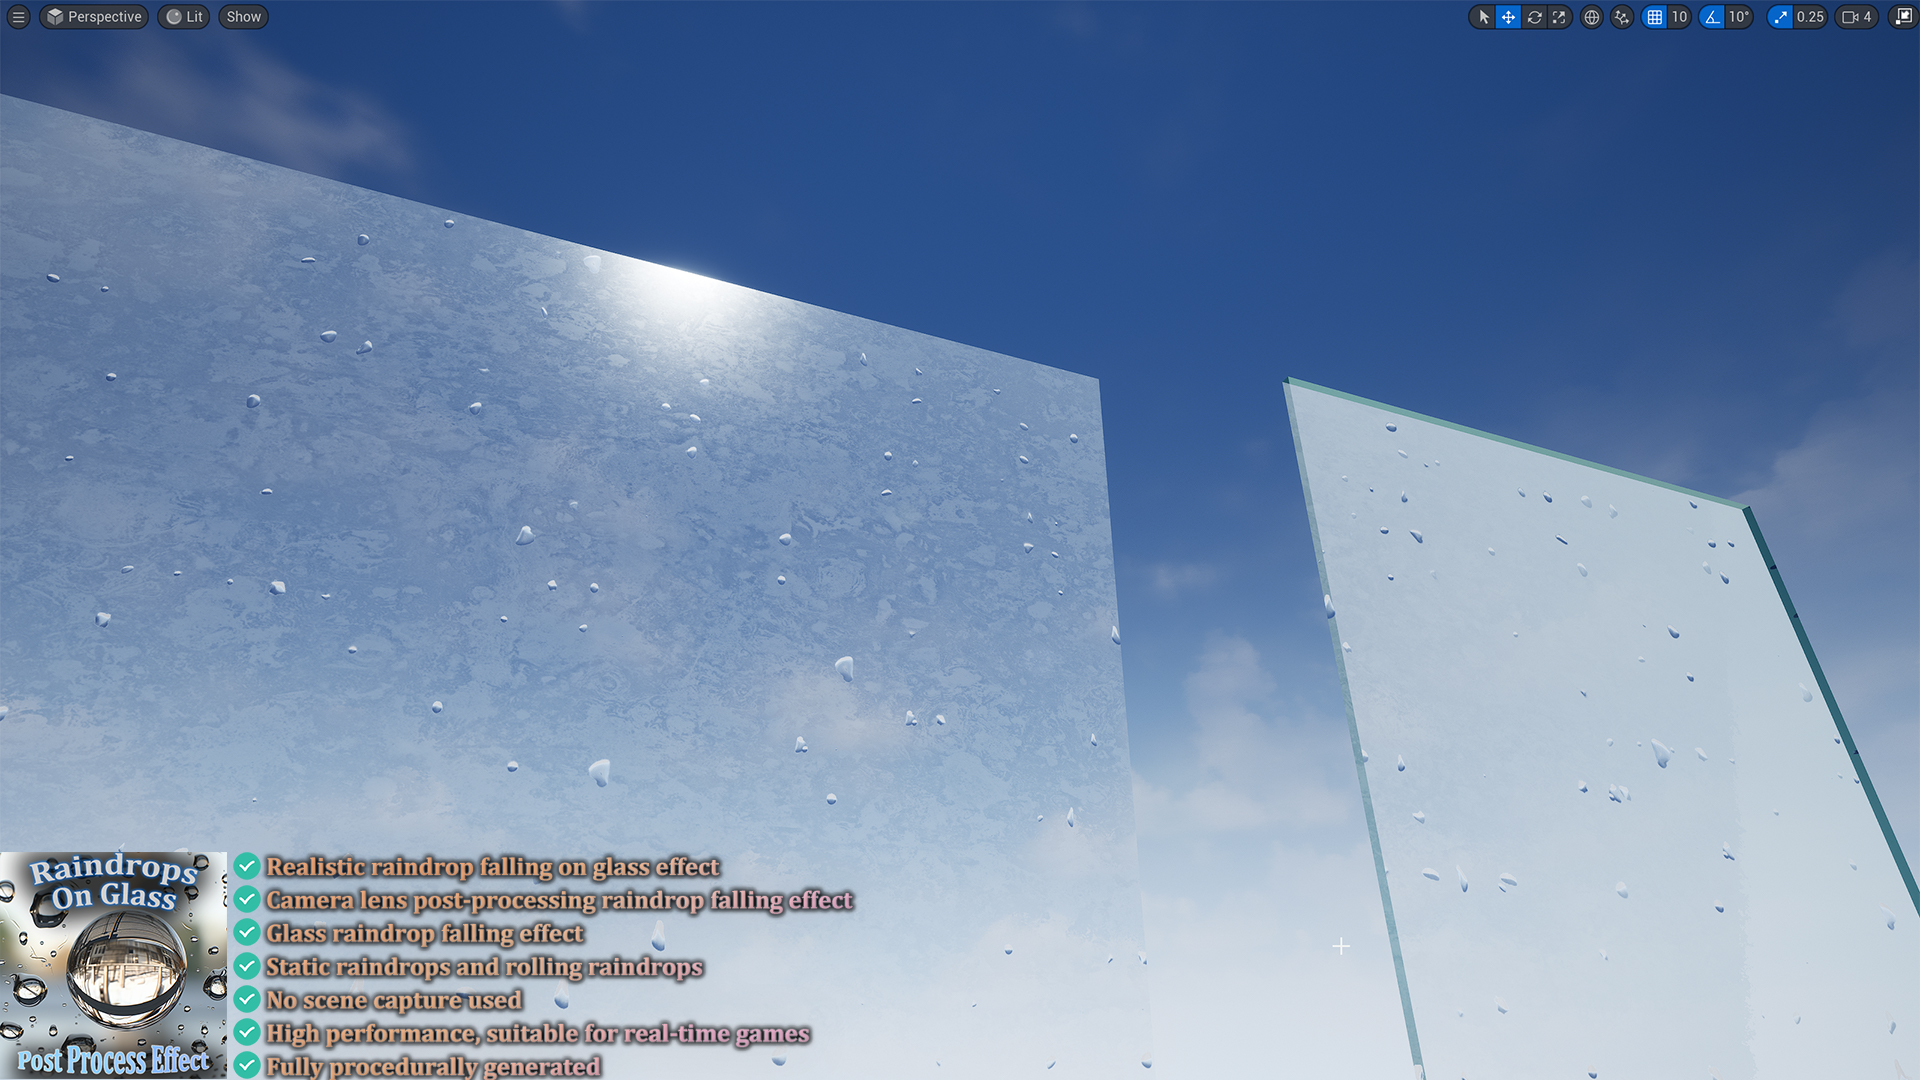 Perspective
Lit
Show
10
10°
0.25
4
Raindrops
On Glass
Post Process Effect
Realistic raindrop falling on glass effect
Camera lens post-processing raindrop falling effect
Glass raindrop falling effect
Static raindrops and rolling raindrops
No scene capture used
High performance, suitable for real-time games
Fully procedurally generated